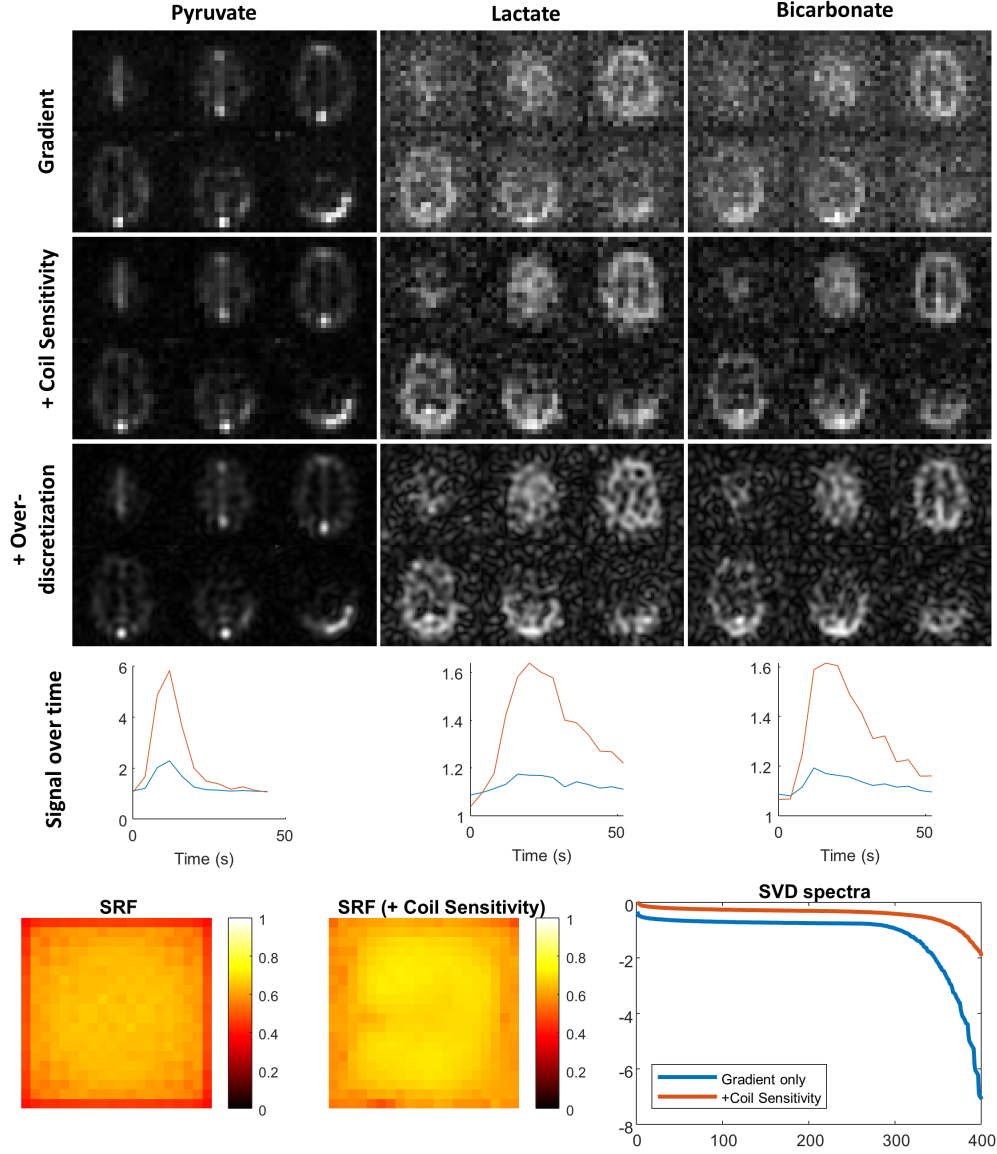 Pyruvate Lactate Bicarbonate
Gradient
+ Coil Sensitivity
+ Over-
discretization
Signal over time
6
4
2
0
0 50
Time (s)
1.6
1.4
1.2
1
0 50
Time (s)
1.6
1.4
1.2
1
0 50
Time (s)
SRF
1
0.8
0.6
0.4
0.2
0
SRF (+ Coil Sensitivity)
1
0.8
0.6
0.4
0.2
0
SVD spectra
0
-2
-4
-6
-8
Gradient only
+Coil Sensitivity
0 100 200 300 400